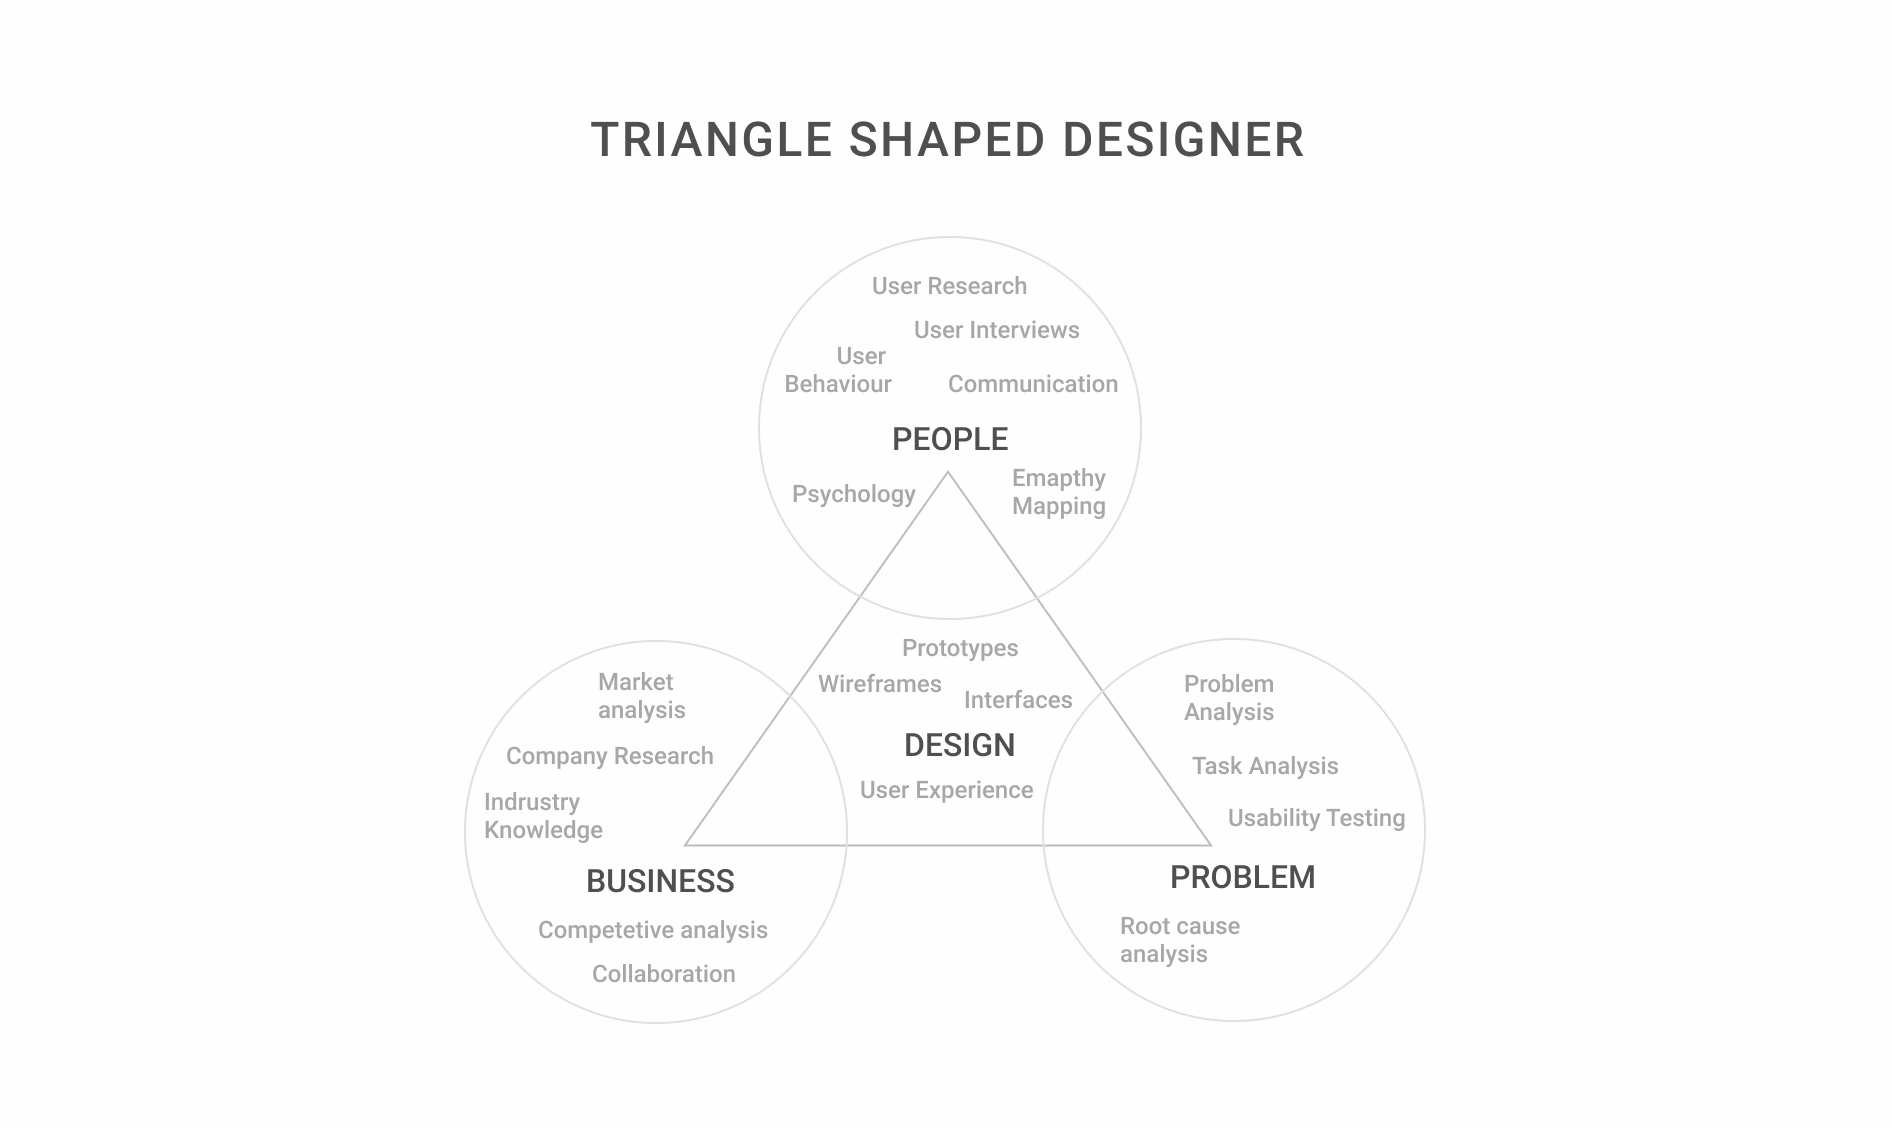 TRIANGLE SHAPED DESIGNER
User Research
User Interviews
User
Behaviour
Communication
PEOPLE
Psychology
Emapthy
Mapping
Prototypes
Wireframes
Interfaces
DESIGN
User Experience
Market
analysis
Company Research
Indrustry
Knowledge
BUSINESS
Competetive analysis
Collaboration
Problem
Analysis
Task Analysis
Usability Testing
PROBLEM
Root cause
analysis